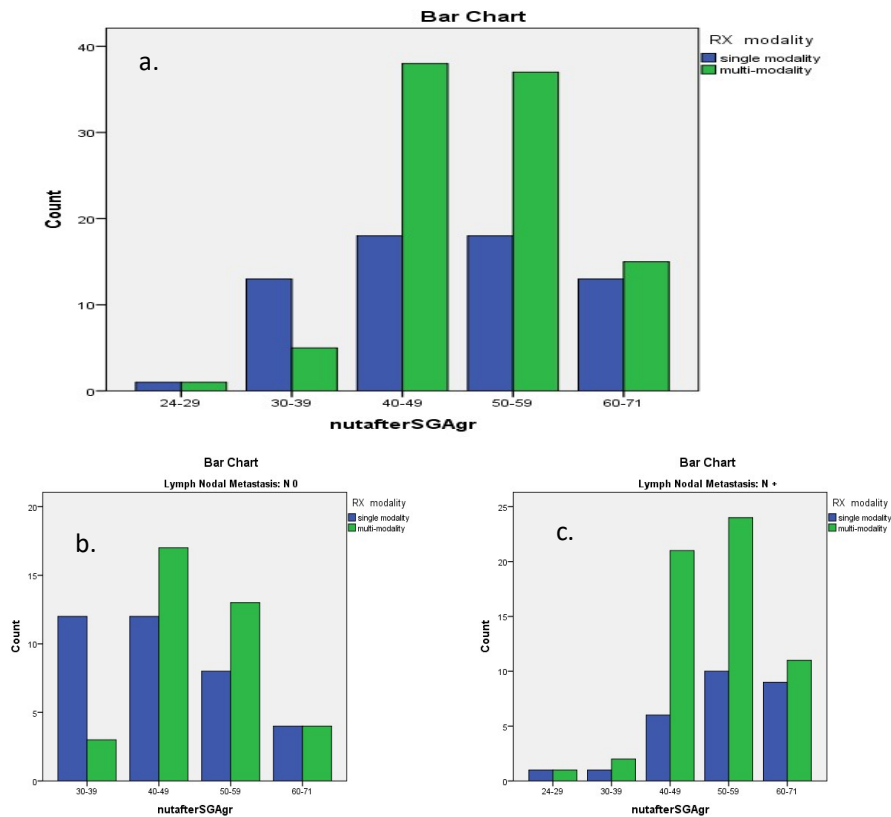 Bar Chart
a.
RX modality
single modality
multi-modality
40
30
20
10
0
Count
24-29 30-39 40-49 50-59 60-71
nutafterSGAgr
Bar Chart
Lymph Nodal Metastasis: N 0
b.
RX modality
single modality
multi-modality
20
15
10
5
0
Count
30-39 40-49 50-59 60-71
nutafterSGAgr
Bar Chart
Lymph Nodal Metastasis: N +
c.
RX modality
single modality
multi-modality
25
20
15
10
5
0
Count
24-29 30-39 40-49 50-59 60-71
nutafterSGAgr